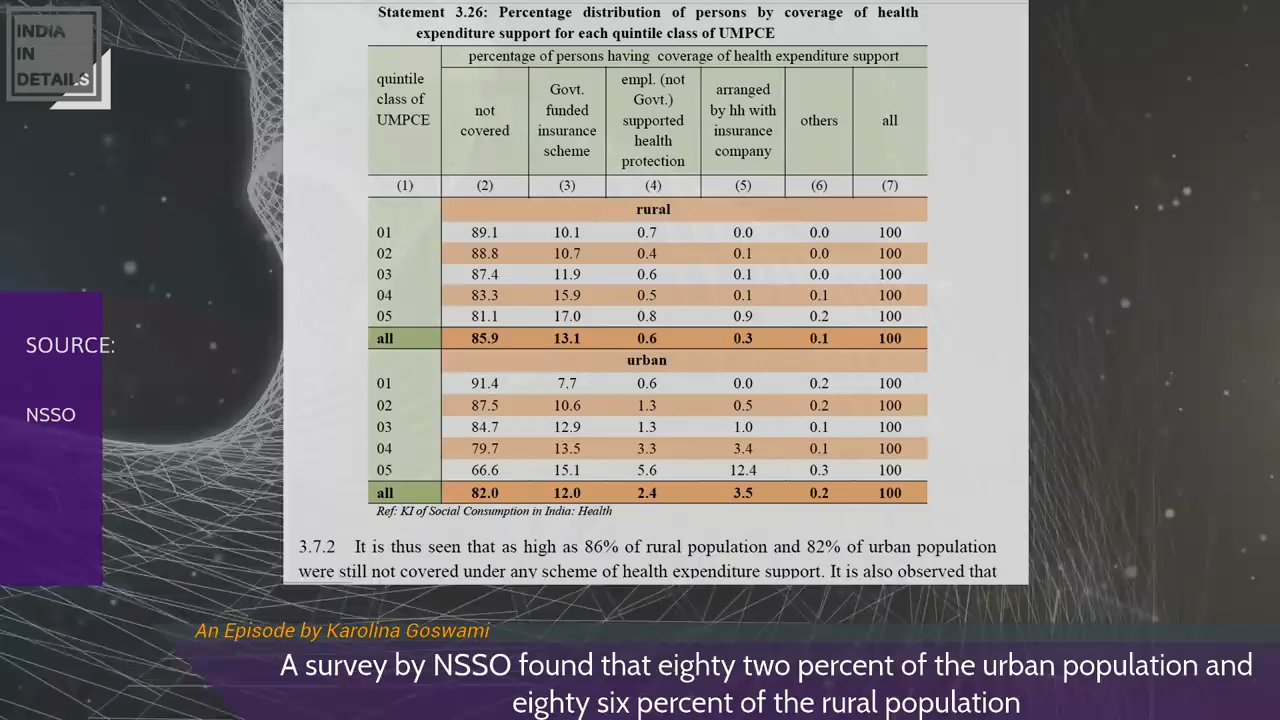 INDIA
IN
DETAILS
Statement 3.26: Percentage distribution of persons by coverage of health
expenditure support for each quintile class of UMPCE
quintile class of UMPCE
percentage of persons having coverage of health expenditure support
not covered
Govt. funded insurance scheme
empl. (not Govt.) supported health protection
arranged by hh with insurance company
others
all
(1) (2) (3) (4) (5) (6) (7)
rural
01 89.1 10.1 0.7 0.0 0.0 100
02 88.8 10.7 0.4 0.1 0.0 100
03 87.4 11.9 0.6 0.1 0.0 100
04 83.3 15.9 0.5 0.1 0.1 100
05 81.1 17.0 0.8 0.9 0.2 100
all 85.9 13.1 0.6 0.3 0.1 100
urban
01 91.4 7.7 0.6 0.0 0.2 100
02 87.5 10.6 1.3 0.5 0.2 100
03 84.7 12.9 1.3 1.0 0.1 100
04 79.7 13.5 3.3 3.4 0.1 100
05 66.6 15.1 5.6 12.4 0.3 100
all 82.0 12.0 2.4 3.5 0.2 100
Ref: KI of Social Consumption in India: Health
3.7.2 It is thus seen that as high as 86% of rural population and 82% of urban population
were still not covered under any scheme of health expenditure support. It is also observed that
SOURCE:
NSSO
An Episode by Karolina Goswami
A survey by NSSO found that eighty two percent of the urban population and
eighty six percent of the rural population